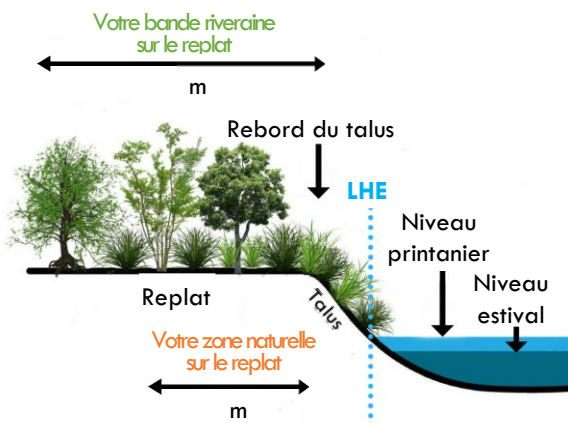 Votre bande riveraine
sur le replat
m
Rebord du talus
LHE
Niveau
printanier
Niveau
estival
Replat
Talus
Votre zone naturelle
sur le replat
m